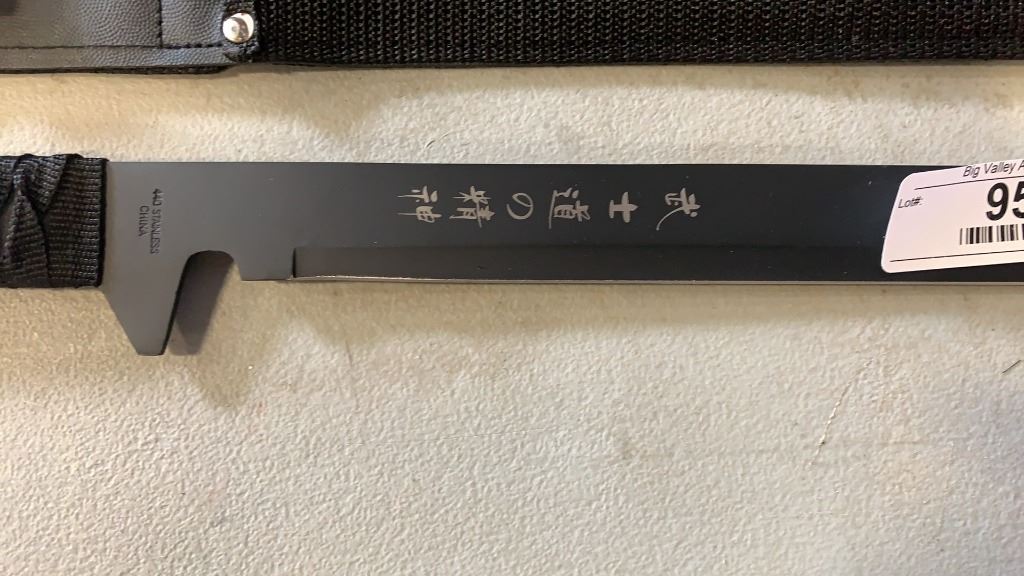 武士道の精神
440 STAINLESS
CHINA
Big Valley A
Lot#:
95